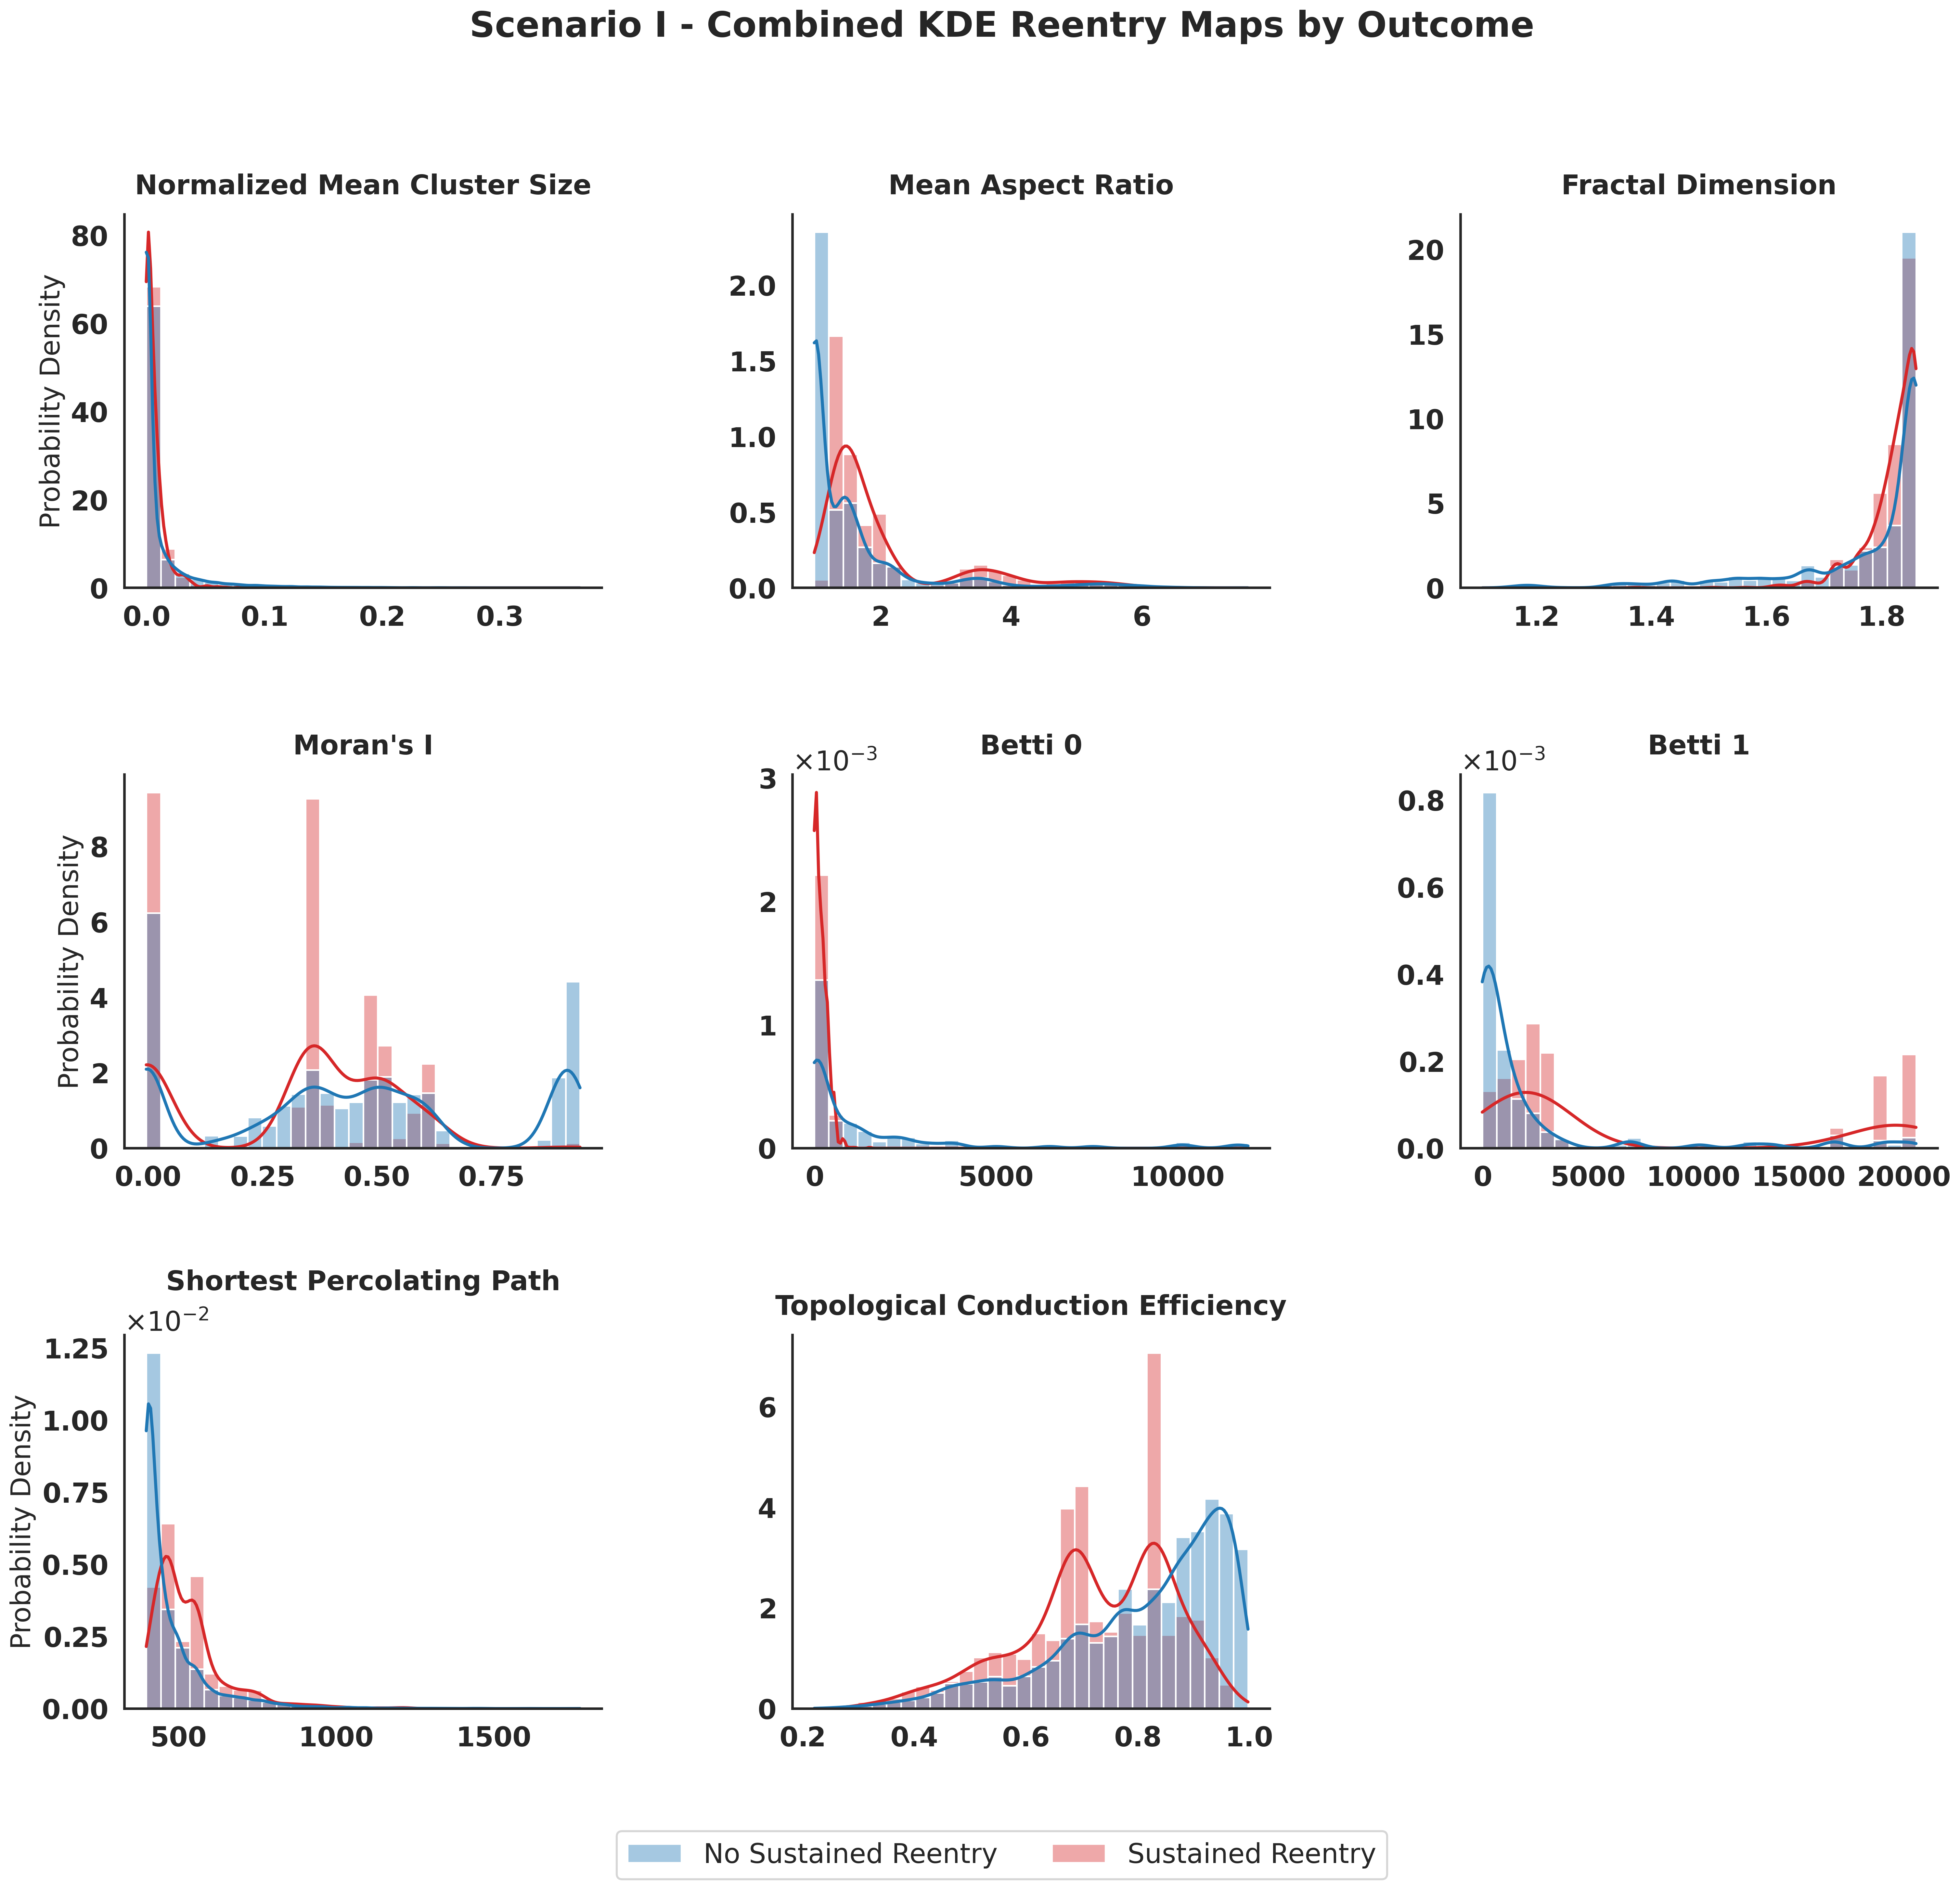 Scenario I - Combined KDE Reentry Maps by Outcome
Normalized Mean Cluster Size
Probability Density
80
60
40
20
0
0.0 0.1 0.2 0.3
Mean Aspect Ratio
2.0
1.5
1.0
0.5
0.0
2 4 6
Fractal Dimension
20
15
10
5
0
1.2 1.4 1.6 1.8
Moran's I
Probability Density
8
6
4
2
0
0.00 0.25 0.50 0.75
Betti 0
×10⁻³
3
2
1
0
0 5000 10000
Betti 1
×10⁻³
0.8
0.6
0.4
0.2
0.0
0 5000 10000 15000 20000
Shortest Percolating Path
×10⁻²
Probability Density
1.25
1.00
0.75
0.50
0.25
0.00
500 1000 1500
Topological Conduction Efficiency
6
4
2
0
0.2 0.4 0.6 0.8 1.0
No Sustained Reentry
Sustained Reentry